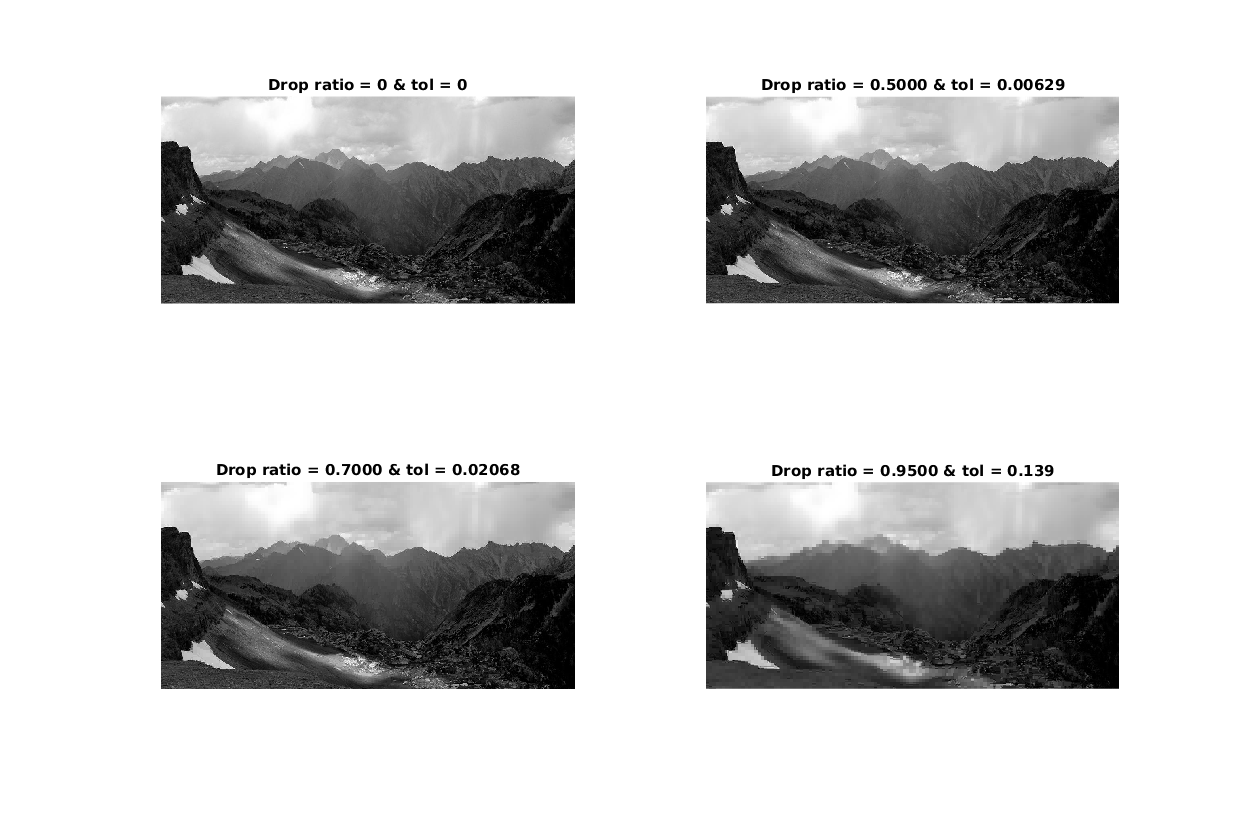 Drop ratio = 0 & tol = 0
Drop ratio = 0.5000 & tol = 0.00629
Drop ratio = 0.7000 & tol = 0.02068
Drop ratio = 0.9500 & tol = 0.139